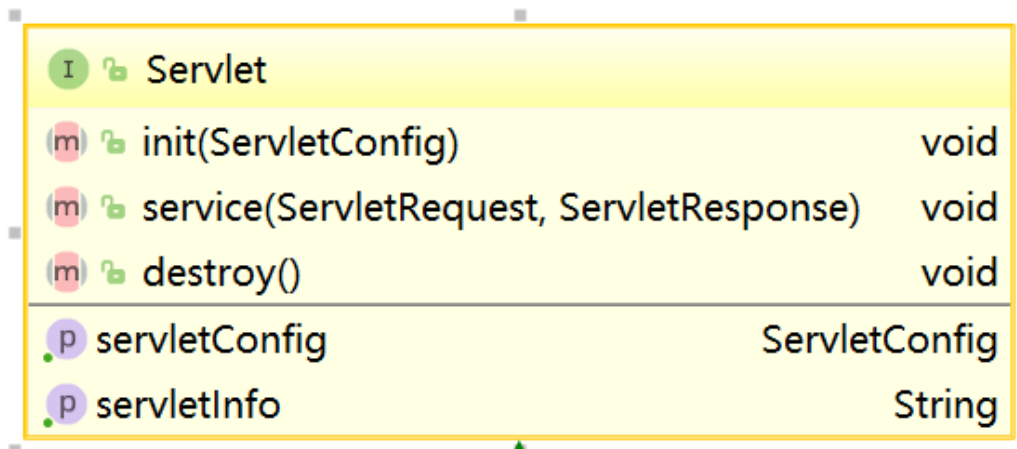 I Servlet
m init(ServletConfig) void
m service(ServletRequest, ServletResponse) void
m destroy() void
p servletConfig ServletConfig
p servletInfo String